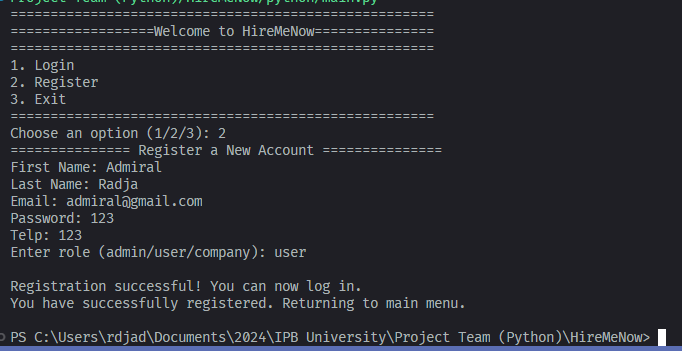 Project Team (Python)/HireMeNow/python/main.py
=====================================================
==================Welcome to HireMeNow===============
=====================================================
1. Login
2. Register
3. Exit
=====================================================
Choose an option (1/2/3): 2
=============== Register a New Account ===============
First Name: Admiral
Last Name: Radja
Email: admiral@gmail.com
Password: 123
Telp: 123
Enter role (admin/user/company): user
Registration successful! You can now log in.
You have successfully registered. Returning to main menu.
PS C:\Users\rdjad\Documents\2024\IPB University\Project Team (Python)\HireMeNow>